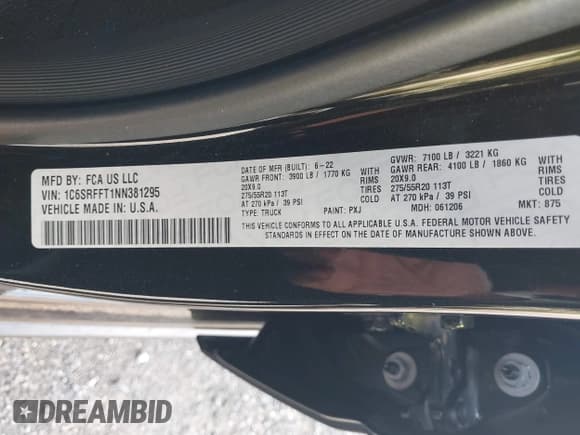 MFD BY: FCA US LLC
VIN: 1C6SRFFT1NN381295
VEHICLE MADE IN U.S.A.
DATE OF MFR (BUILT): 6-22
GAWR FRONT: 3900 LB / 1770 KG
WITH
20X9.0
RIMS
275/55R20 113T
TIRES
AT 270 kPa / 39 PSI
COLD
TYPE: TRUCK
PAINT: PXJ
GVWR: 7100 LB / 3221 KG
GAWR REAR: 4100 LB / 1860 KG
WITH
20X9.0
RIMS
275/55R20 113T
TIRES
AT 270 kPa / 39 PSI
COLD
MDH: 061206
MKT: 875
THIS VEHICLE CONFORMS TO ALL APPLICABLE U.S.A. FEDERAL MOTOR VEHICLE SAFETY
STANDARDS IN EFFECT ON THE DATE OF MANUFACTURE SHOWN ABOVE.
DREAMBID